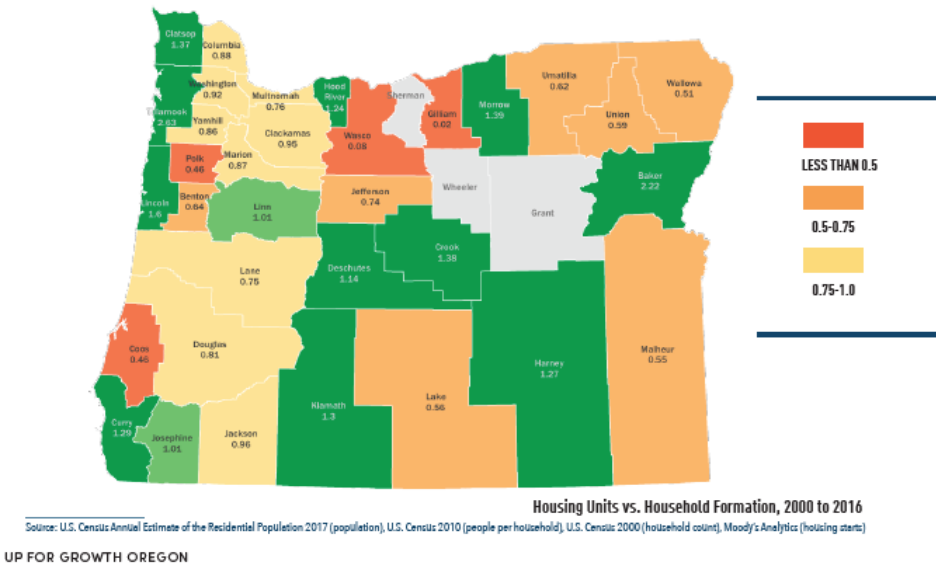 Clatsop
1.37
Columbia
0.88
Tillamook
2.63
Washington
0.92
Multnomah
0.76
Yamhill
0.86
Clackamas
0.95
Hood
River
1.24
Wasco
0.08
Sherman
Gilliam
0.02
Morrow
1.39
Umatilla
0.62
Union
0.59
Wallowa
0.51
Polk
0.46
Marion
0.87
Lincoln
1.6
Benton
0.64
Linn
1.01
Jefferson
0.74
Wheeler
Grant
Baker
2.22
Lane
0.75
Deschutes
1.14
Crook
1.38
Coos
0.46
Douglas
0.81
Curry
1.29
Josephine
1.01
Jackson
0.96
Klamath
1.3
Lake
0.56
Harney
1.27
Malheur
0.55
LESS THAN 0.5
0.5-0.75
0.75-1.0
Housing Units vs. Household Formation, 2000 to 2016
Source: U.S. Census Annual Estimate of the Residential Population 2017 (population), U.S. Census 2010 (people per household), U.S. Census 2000 (household count), Moody's Analytics (housing starts)
UP FOR GROWTH OREGON